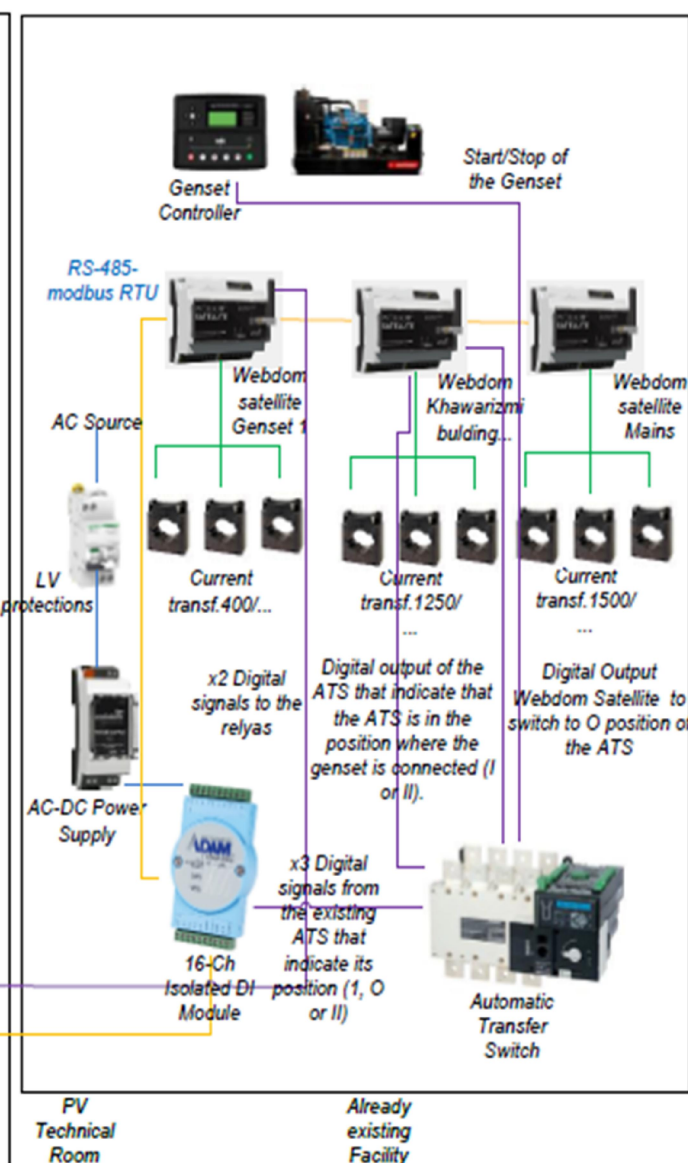 Genset
Controller
Start/Stop of
the Genset
RS-485-
modbus RTU
Webdom
satellite
Genset 1
Webdom
Khawarizmi
bulding...
Webdom
satellite
Mains
AC Source
LV
protections
Current
transf.400/...
Current
transf.1250/
...
Current
transf.1500/
...
x2 Digital
signals to the
relyas
Digital output of the
ATS that indicate that
the ATS is in the
position where the
genset is connected (I
or II).
Digital Output
Webdom Satellite to
switch to O position of
the ATS
AC-DC Power
Supply
ADAM
x3 Digital
signals from
the existing
ATS that
indicate its
position (1, O
or II)
16-Ch
Isolated DI
Module
Automatic
Transfer
Switch
PV
Technical
Room
Already
existing
Facility